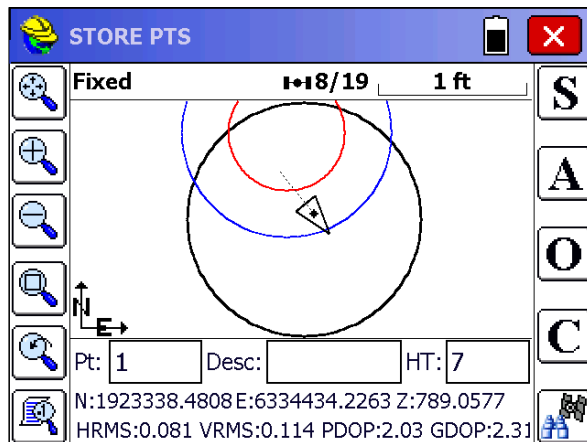 STORE PTS
Fixed 8/19 1 ft
S
A
O
C
N
E
Pt: 1 Desc: HT: 7
N:1923338.4808 E:6334434.2263 Z:789.0577
HRMS:0.081 VRMS:0.114 PDOP:2.03 GDOP:2.31